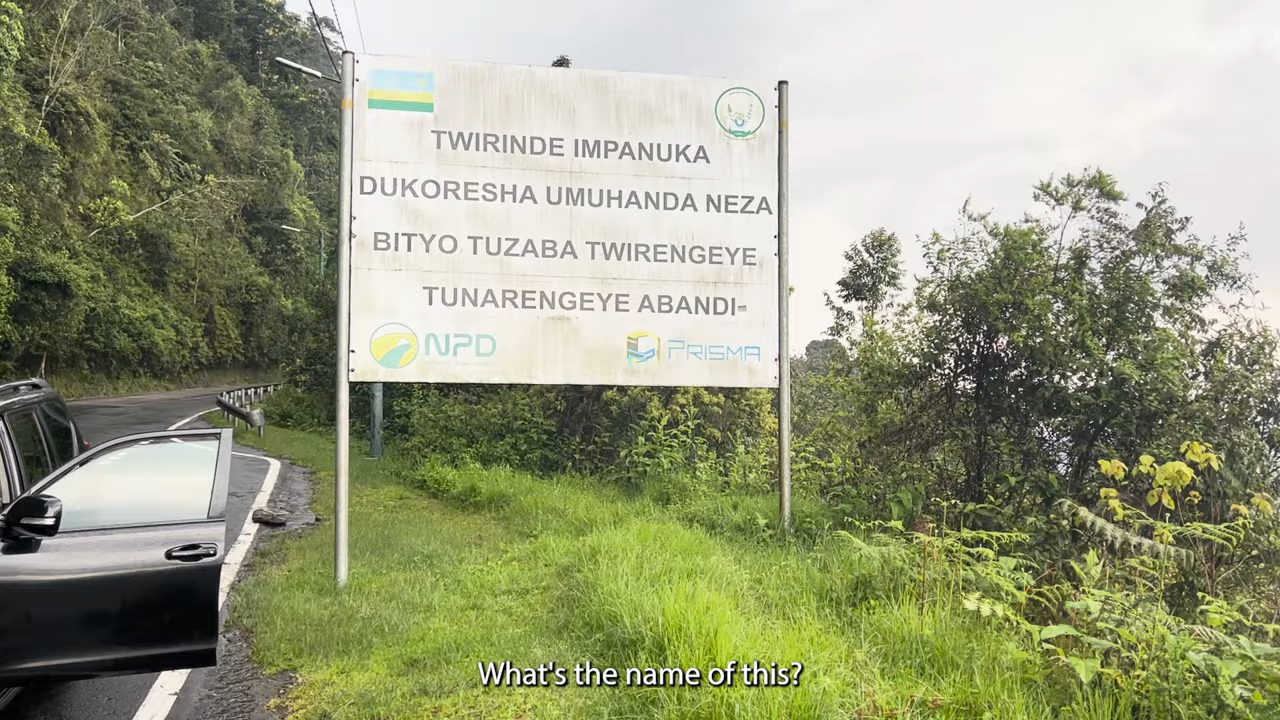 TWIRINDE IMPANUKA
DUKORESHA UMUHANDA NEZA
BITYO TUZABA TWIRENGEYE
TUNARENGEYE ABANDI
NPD
PRISMA
What's the name of this?